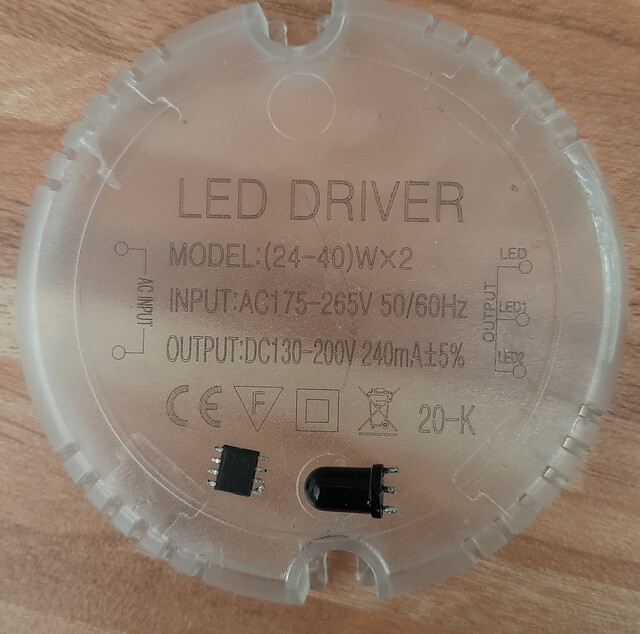 LED DRIVER
MODEL:(24-40)W×2
INPUT:AC175-265V 50/60Hz
OUTPUT:DC130-200V 240mA±5%
CE F 20-K
AC INPUT
OUTPUT
LED
LED1
LED2